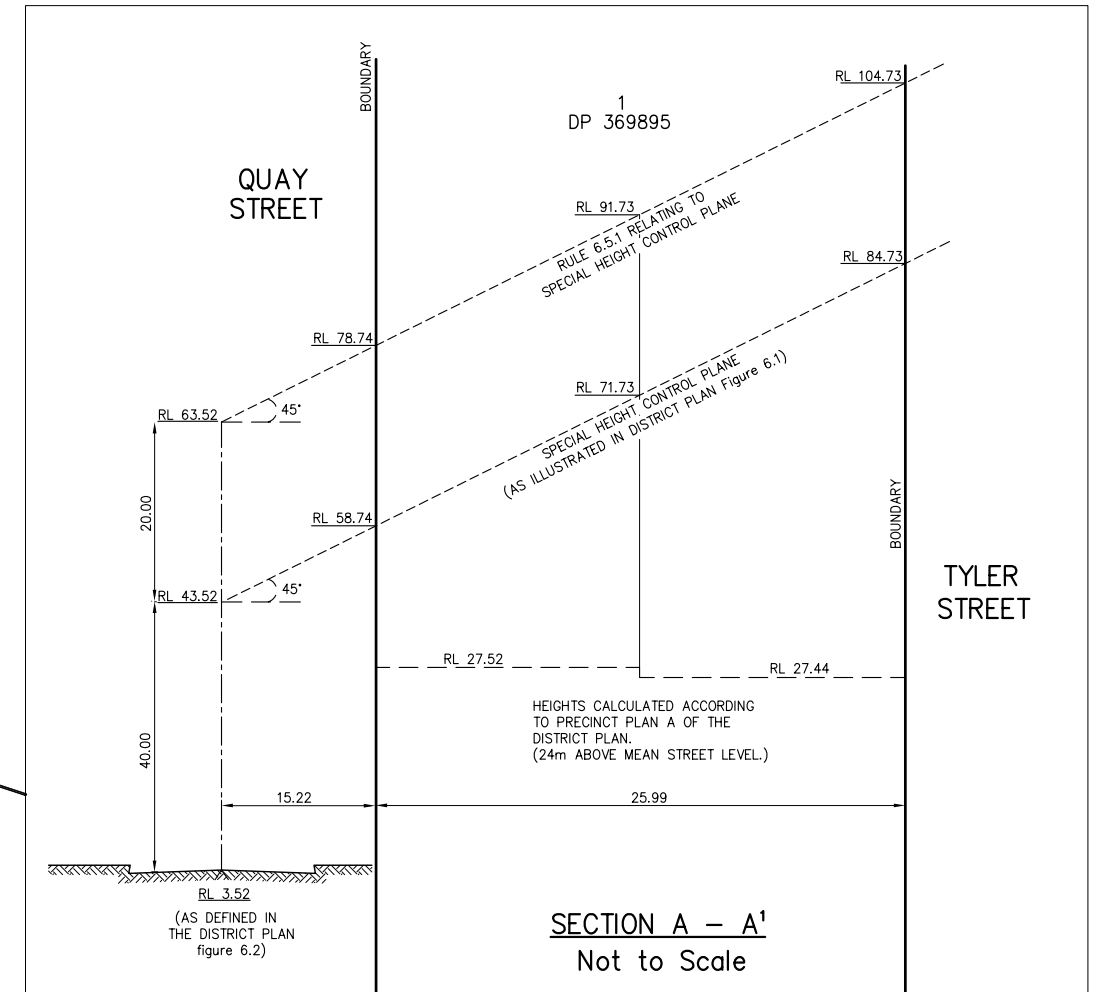 BOUNDARY
RL 104.73
1
DP 369895
QUAY
STREET
RL 91.73
RULE 6.5.1 RELATING TO
SPECIAL HEIGHT CONTROL PLANE
RL 84.73
RL 78.74
RL 71.73
SPECIAL HEIGHT CONTROL PLANE
(AS ILLUSTRATED IN DISTRICT PLAN Figure 6.1)
RL 63.52
45°
20.00
RL 58.74
BOUNDARY
RL 43.52
45°
TYLER
STREET
RL 27.52
RL 27.44
HEIGHTS CALCULATED ACCORDING
TO PRECINCT PLAN A OF THE
DISTRICT PLAN.
(24m ABOVE MEAN STREET LEVEL.)
40.00
15.22
25.99
RL 3.52
(AS DEFINED IN
THE DISTRICT PLAN
figure 6.2)
SECTION A – A¹
Not to Scale